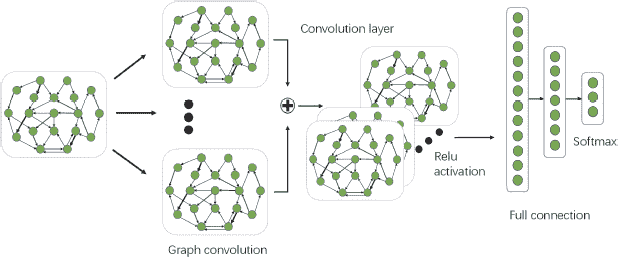 Convolution layer
Graph convolution
Relu
activation
Softmax
Full connection